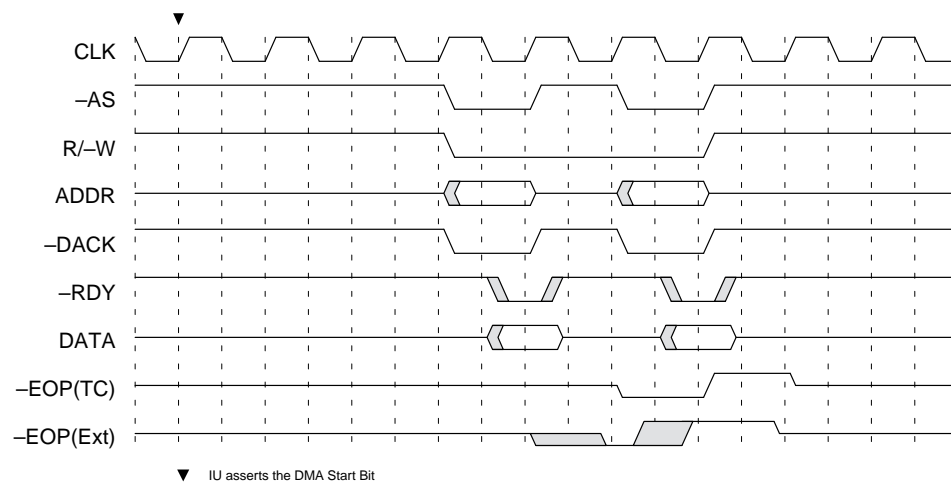 CLK
–AS
R/–W
ADDR
–DACK
–RDY
DATA
–EOP(TC)
–EOP(Ext)
▼ IU asserts the DMA Start Bit